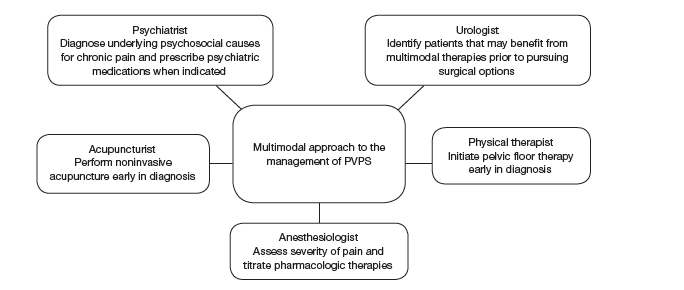 Psychiatrist
Diagnose underlying psychosocial causes
for chronic pain and prescribe psychiatric
medications when indicated
Urologist
Identify patients that may benefit from
multimodal therapies prior to pursuing
surgical options
Multimodal approach to the
management of PVPS
Acupuncturist
Perform noninvasive
acupuncture early in diagnosis
Physical therapist
Initiate pelvic floor therapy
early in diagnosis
Anesthesiologist
Assess severity of pain and
titrate pharmacologic therapies